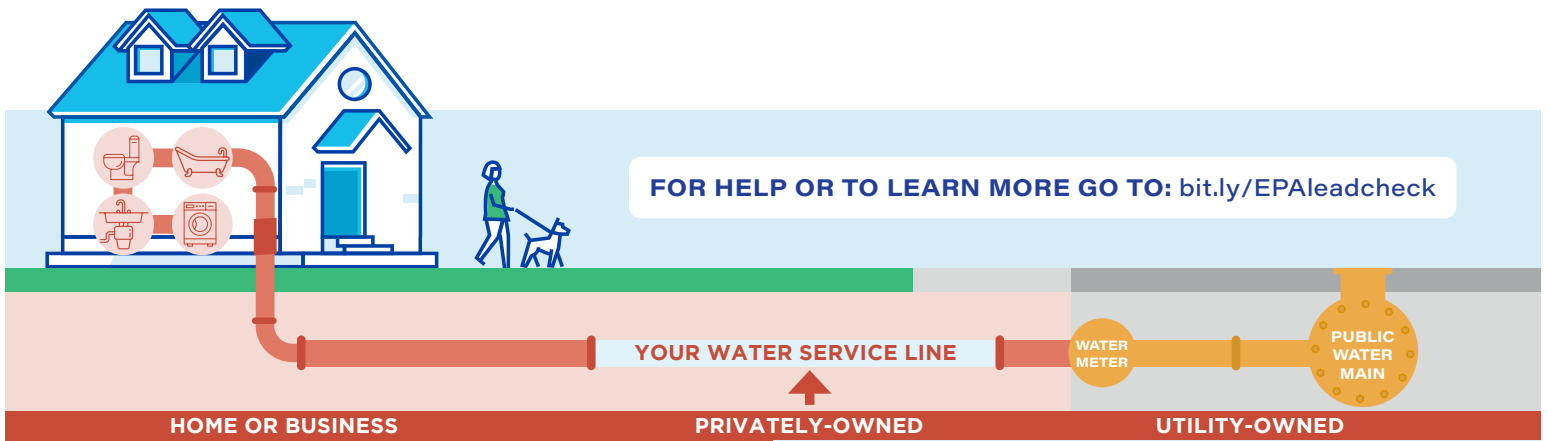 FOR HELP OR TO LEARN MORE GO TO: bit.ly/EPAleadcheck
YOUR WATER SERVICE LINE
WATER
METER
PUBLIC
WATER
MAIN
HOME OR BUSINESS
PRIVATELY-OWNED
UTILITY-OWNED